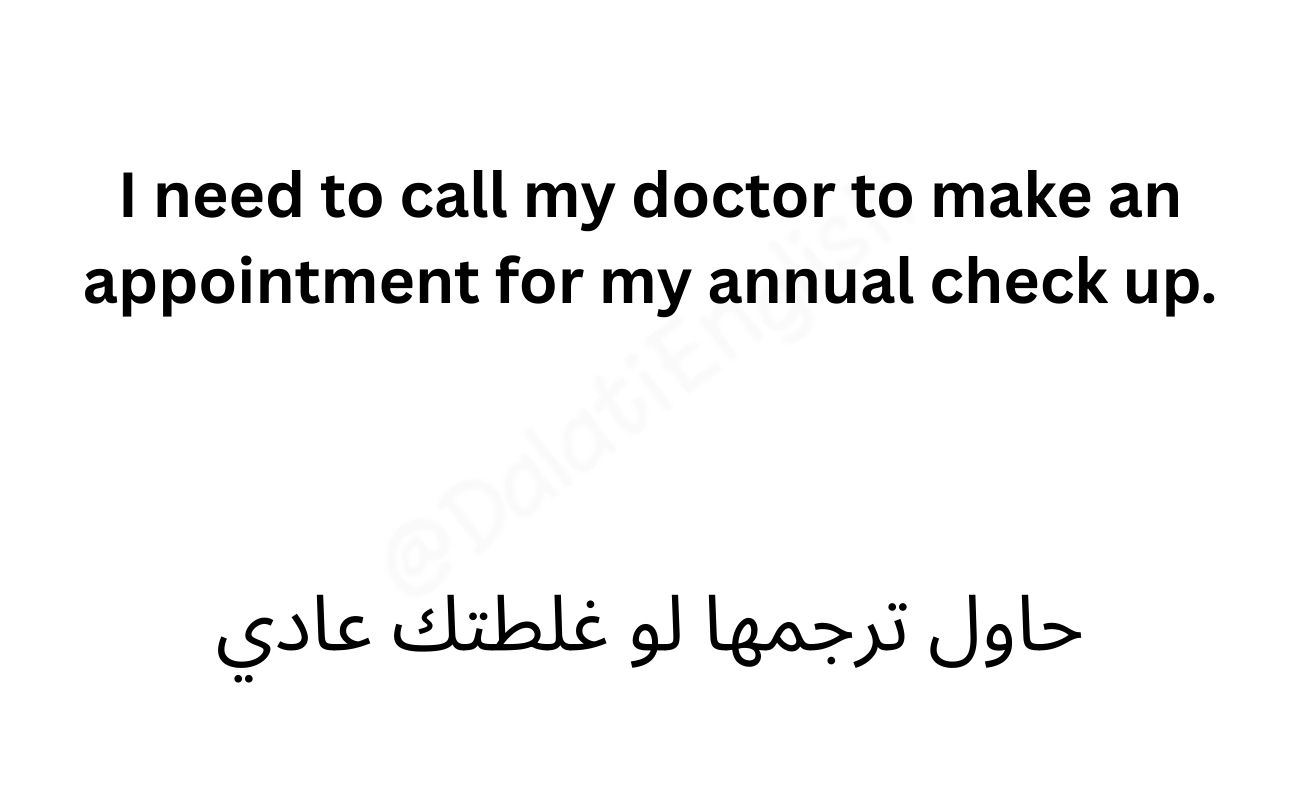 I need to call my doctor to make an
appointment for my annual check up.
@DalatiEnglish
حاول ترجمها لو غلطتك عادي